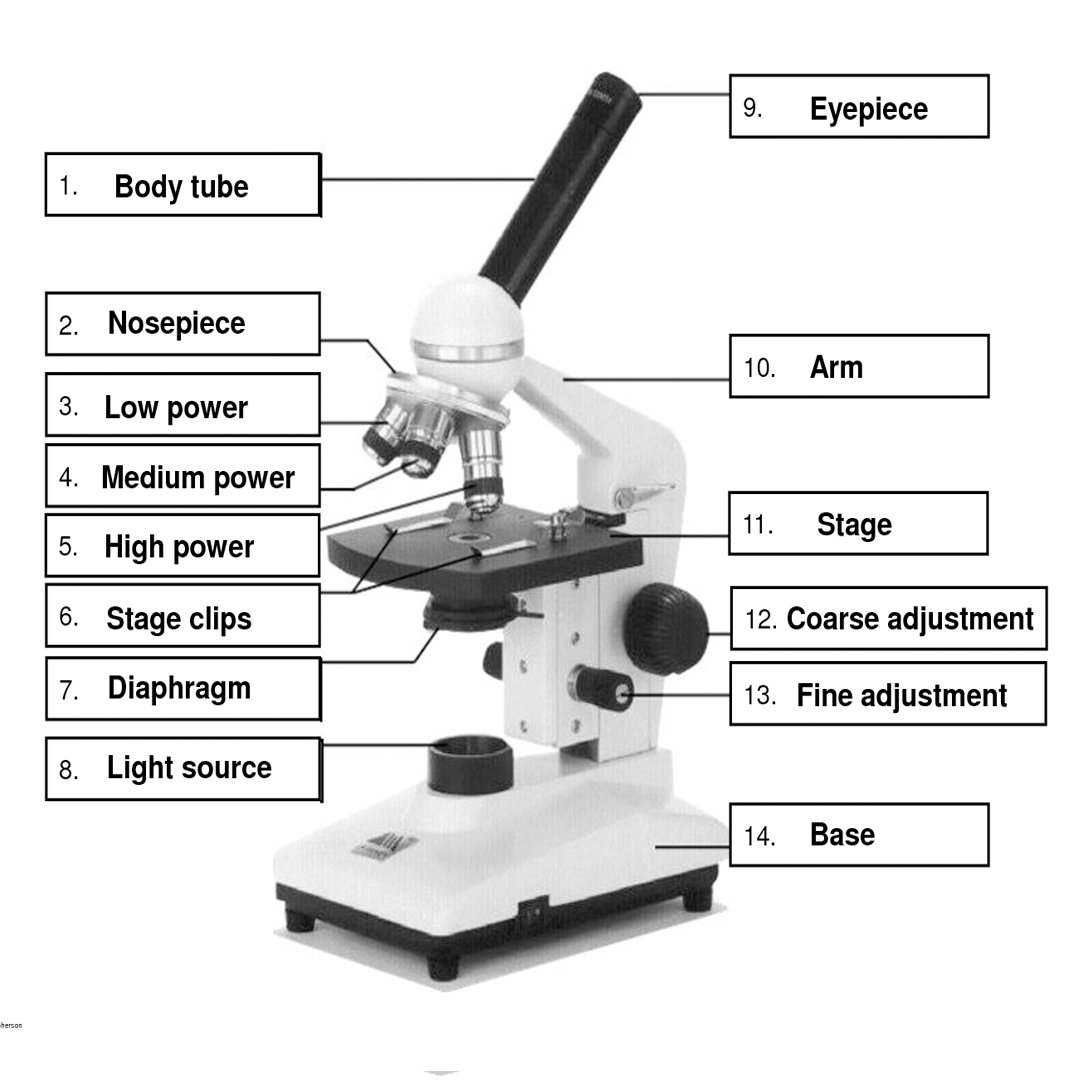 1. Body tube
2. Nosepiece
3. Low power
4. Medium power
5. High power
6. Stage clips
7. Diaphragm
8. Light source
9. Eyepiece
10. Arm
11. Stage
12. Coarse adjustment
13. Fine adjustment
14. Base
herson